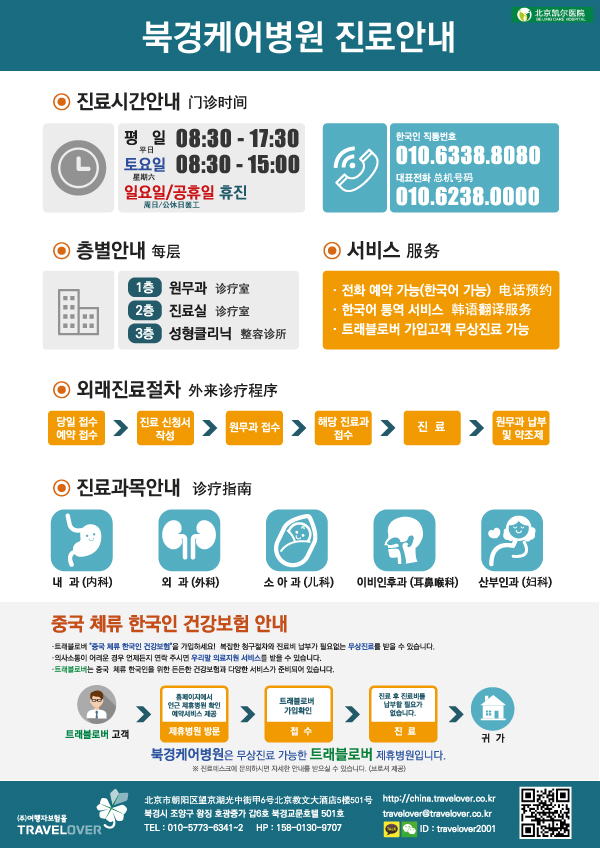 북경케어병원 진료안내
北京凯尔医院
BEIJING CARE HOSPITAL
진료시간안내 门诊时间
평 일 08:30 - 17:30
平日
토요일 08:30 - 15:00
星期六
일요일/공휴일 휴진
周日/公休日罢工
한국인 직통번호
010.6338.8080
대표전화 总机号码
010.6238.0000
층별안내 每层
1층 원무과 诊疗室
2층 진료실 诊疗室
3층 성형클리닉 整容诊所
서비스 服务
· 전화 예약 가능(한국어 가능) 电话预约
· 한국어 통역 서비스 韩语翻译服务
· 트래블로버 가입고객 무상진료 가능
외래진료절차 外来诊疗程序
당일 접수
예약 접수
진료 신청서
작성
원무과 접수
해당 진료과
접수
진 료
원무과 납부
및 약조제
진료과목안내 诊疗指南
내 과 (内科)
외 과 (外科)
소 아 과 (儿科)
이비인후과 (耳鼻喉科)
산부인과 (妇科)
중국 체류 한국인 건강보험 안내
·트래블로버 "중국 체류 한국인 건강보험"을 가입하세요! 복잡한 청구절차와 진료비 납부가 필요없는 무상진료를 받을 수 있습니다.
·의사소통이 어려운 경우 언제든지 연락 주시면 우리말 의료지원 서비스를 받을 수 있습니다.
·트래블로버는 중국 체류 한국인을 위한 든든한 건강보험과 다양한 서비스가 준비되어 있습니다.
트래블로버 고객
홈페이지에서
인근 제휴병원 확인
예약서비스 제공
제휴병원 방문
트래블로버
가입확인
접 수
진료 후 진료비를
납부할 필요가
없습니다.
진 료
귀 가
북경케어병원은 무상진료 가능한 트래블로버 제휴병원입니다.
※ 진료데스크에 문의하시면 자세한 안내를 받으실 수 있습니다. (브로셔 제공)
(주)여행자보험몰
TRAVELOVER
北京市朝阳区望京湖光中街甲6号北京教文大酒店5楼501号
북경시 조양구 왕징 호광중가 갑6호 북경교문호텔 501호
TEL : 010-5773-6341~2 HP : 158-0130-9707
http://china.travelover.co.kr
travelover@travelover.co.kr
TALK
ID : travelover2001